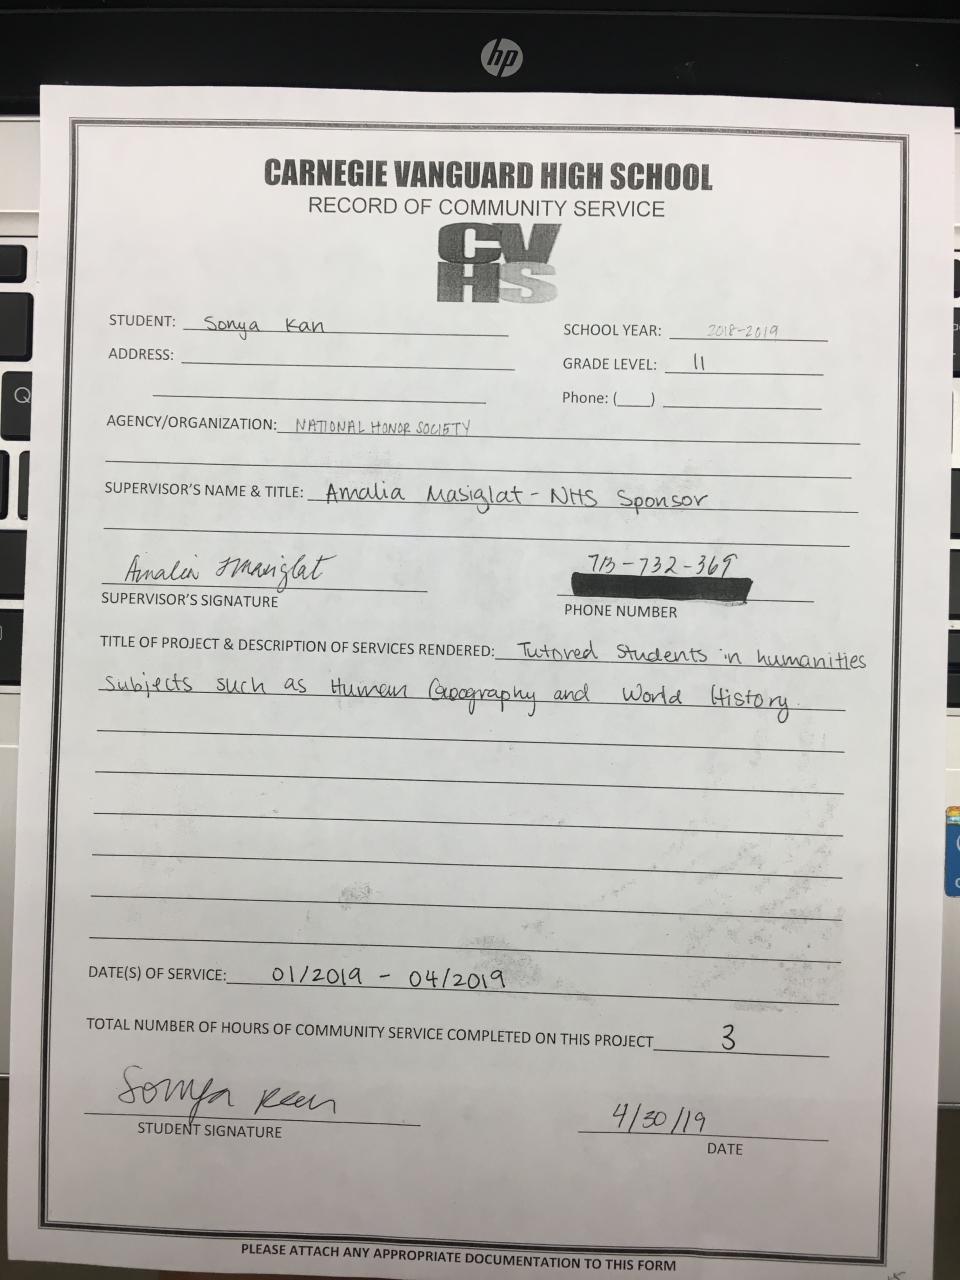 hp
CARNEGIE VANGUARD HIGH SCHOOL
RECORD OF COMMUNITY SERVICE
CV
HS
STUDENT: Sonya Kan
SCHOOL YEAR: 2018-2019
ADDRESS:
GRADE LEVEL: 11
Phone: (___)
AGENCY/ORGANIZATION: NATIONAL HONOR SOCIETY
SUPERVISOR'S NAME & TITLE: Amalia Masiglat - NHS Sponsor
Amalia Masiglat
713-732-369
SUPERVISOR'S SIGNATURE
PHONE NUMBER
TITLE OF PROJECT & DESCRIPTION OF SERVICES RENDERED: Tutored students in humanities
subjects such as Human Geography and World History.
DATE(S) OF SERVICE: 01/2019 - 04/2019
TOTAL NUMBER OF HOURS OF COMMUNITY SERVICE COMPLETED ON THIS PROJECT 3
Sonya Kan
4/30/19
STUDENT SIGNATURE
DATE
PLEASE ATTACH ANY APPROPRIATE DOCUMENTATION TO THIS FORM